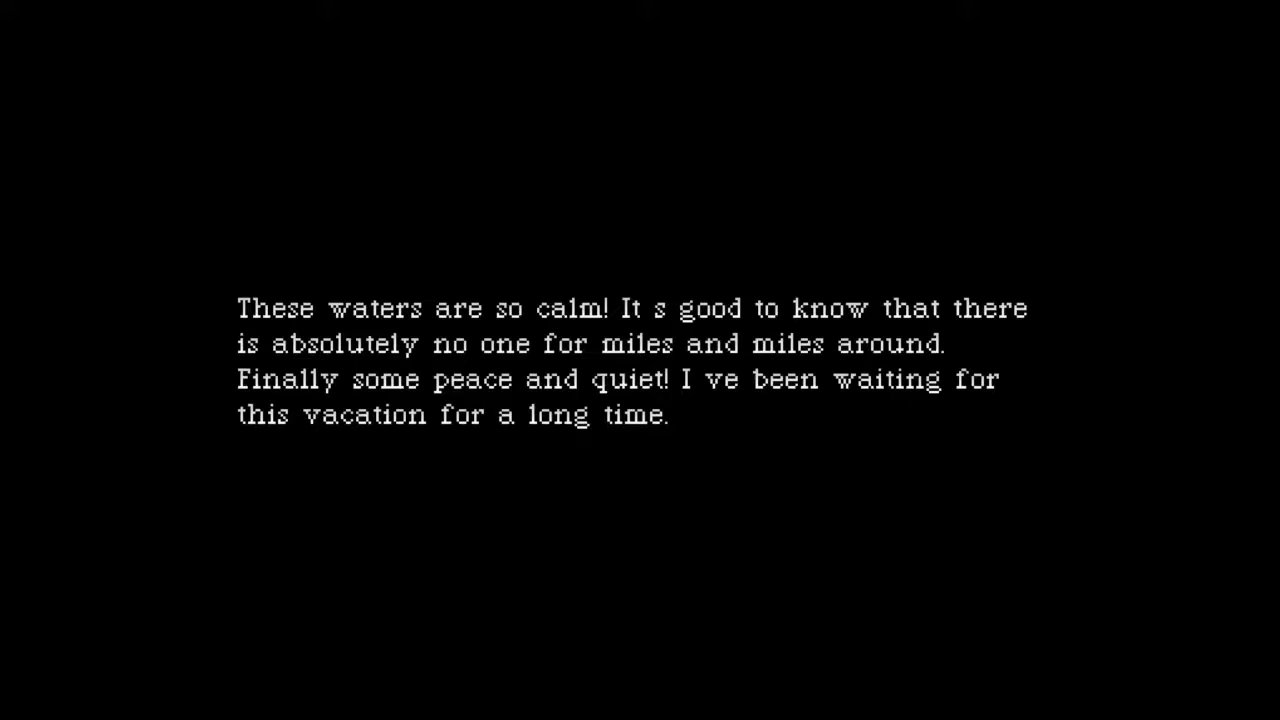 These waters are so calm! It s good to know that there
is absolutely no one for miles and miles around.
Finally some peace and quiet! I ve been waiting for
this vacation for a long time.